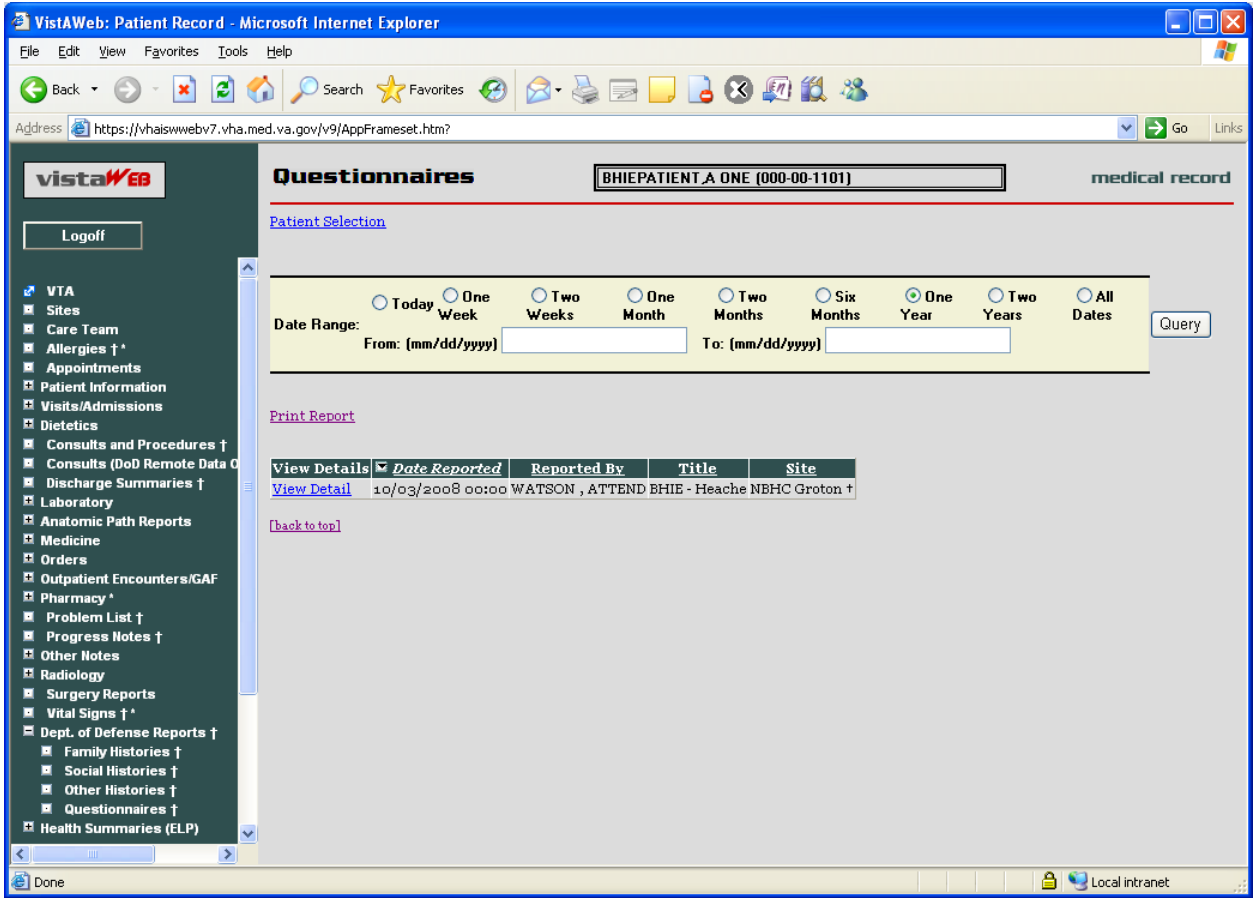 VistAWeb: Patient Record - Microsoft Internet Explorer
File Edit View Favorites Tools Help
Back Search Favorites
Address https://vhaiswwebv7.vha.med.va.gov/v9/AppFrameset.htm? Go Links
vistaWEB
Logoff
VTA
Sites
Care Team
Allergies † *
Appointments
Patient Information
Visits/Admissions
Dietetics
Consults and Procedures †
Consults (DoD Remote Data O
Discharge Summaries †
Laboratory
Anatomic Path Reports
Medicine
Orders
Outpatient Encounters/GAF
Pharmacy *
Problem List †
Progress Notes †
Other Notes
Radiology
Surgery Reports
Vital Signs † *
Dept. of Defense Reports †
Family Histories †
Social Histories †
Other Histories †
Questionnaires †
Health Summaries (ELP)
Questionnaires BHIEPATIENT,A ONE (000-00-1101) medical record
Patient Selection
Date Range: Today One Week Two Weeks One Month Two Months Six Months One Year Two Years All Dates Query
From: (mm/dd/yyyy) To: (mm/dd/yyyy)
Print Report
View Details Date Reported Reported By Title Site
View Detail 10/03/2008 00:00 WATSON , ATTEND BHIE - Heache NBHC Groton †
[back to top]
Done Local intranet